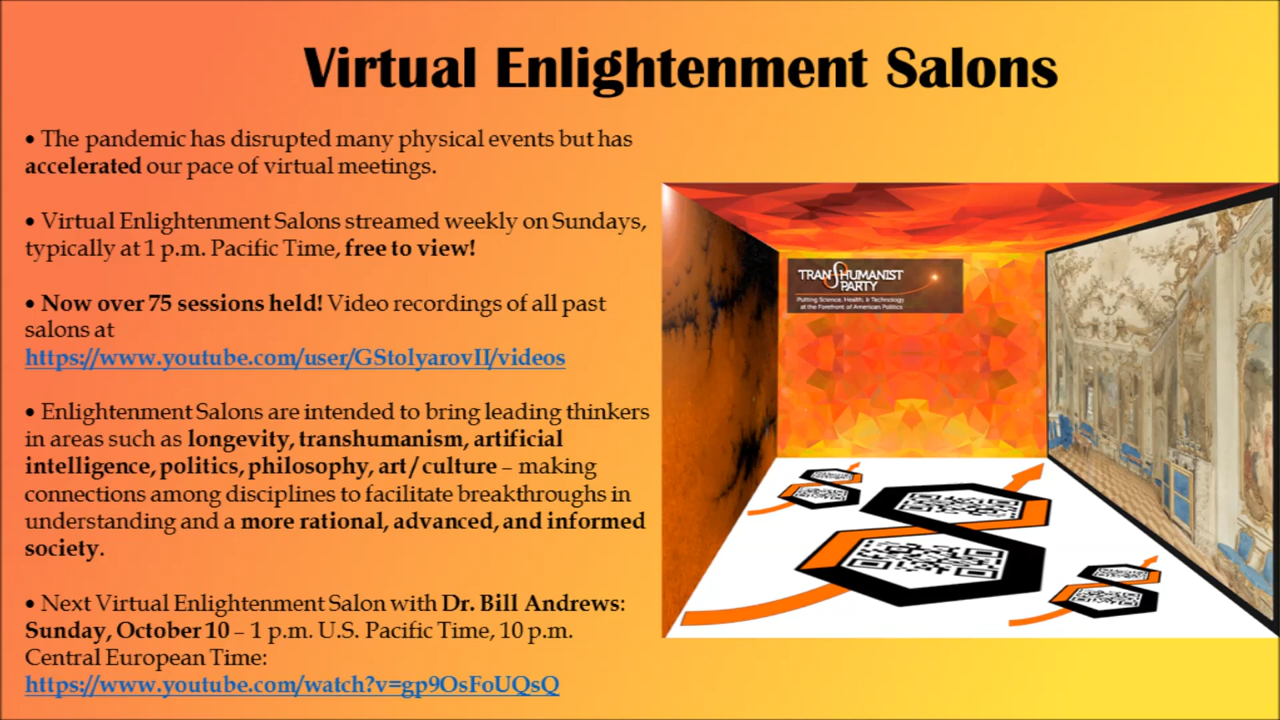 Virtual Enlightenment Salons
• The pandemic has disrupted many physical events but has
accelerated our pace of virtual meetings.
• Virtual Enlightenment Salons streamed weekly on Sundays,
typically at 1 p.m. Pacific Time, free to view!
• Now over 75 sessions held! Video recordings of all past
salons at
https://www.youtube.com/user/GStolyarovII/videos
• Enlightenment Salons are intended to bring leading thinkers
in areas such as longevity, transhumanism, artificial
intelligence, politics, philosophy, art/culture – making
connections among disciplines to facilitate breakthroughs in
understanding and a more rational, advanced, and informed
society.
• Next Virtual Enlightenment Salon with Dr. Bill Andrews:
Sunday, October 10 – 1 p.m. U.S. Pacific Time, 10 p.m.
Central European Time:
https://www.youtube.com/watch?v=gp9OsFoUQsQ
TRANSHUMANIST
PARTY
Putting Science, Health, & Technology
at the Forefront of American Politics